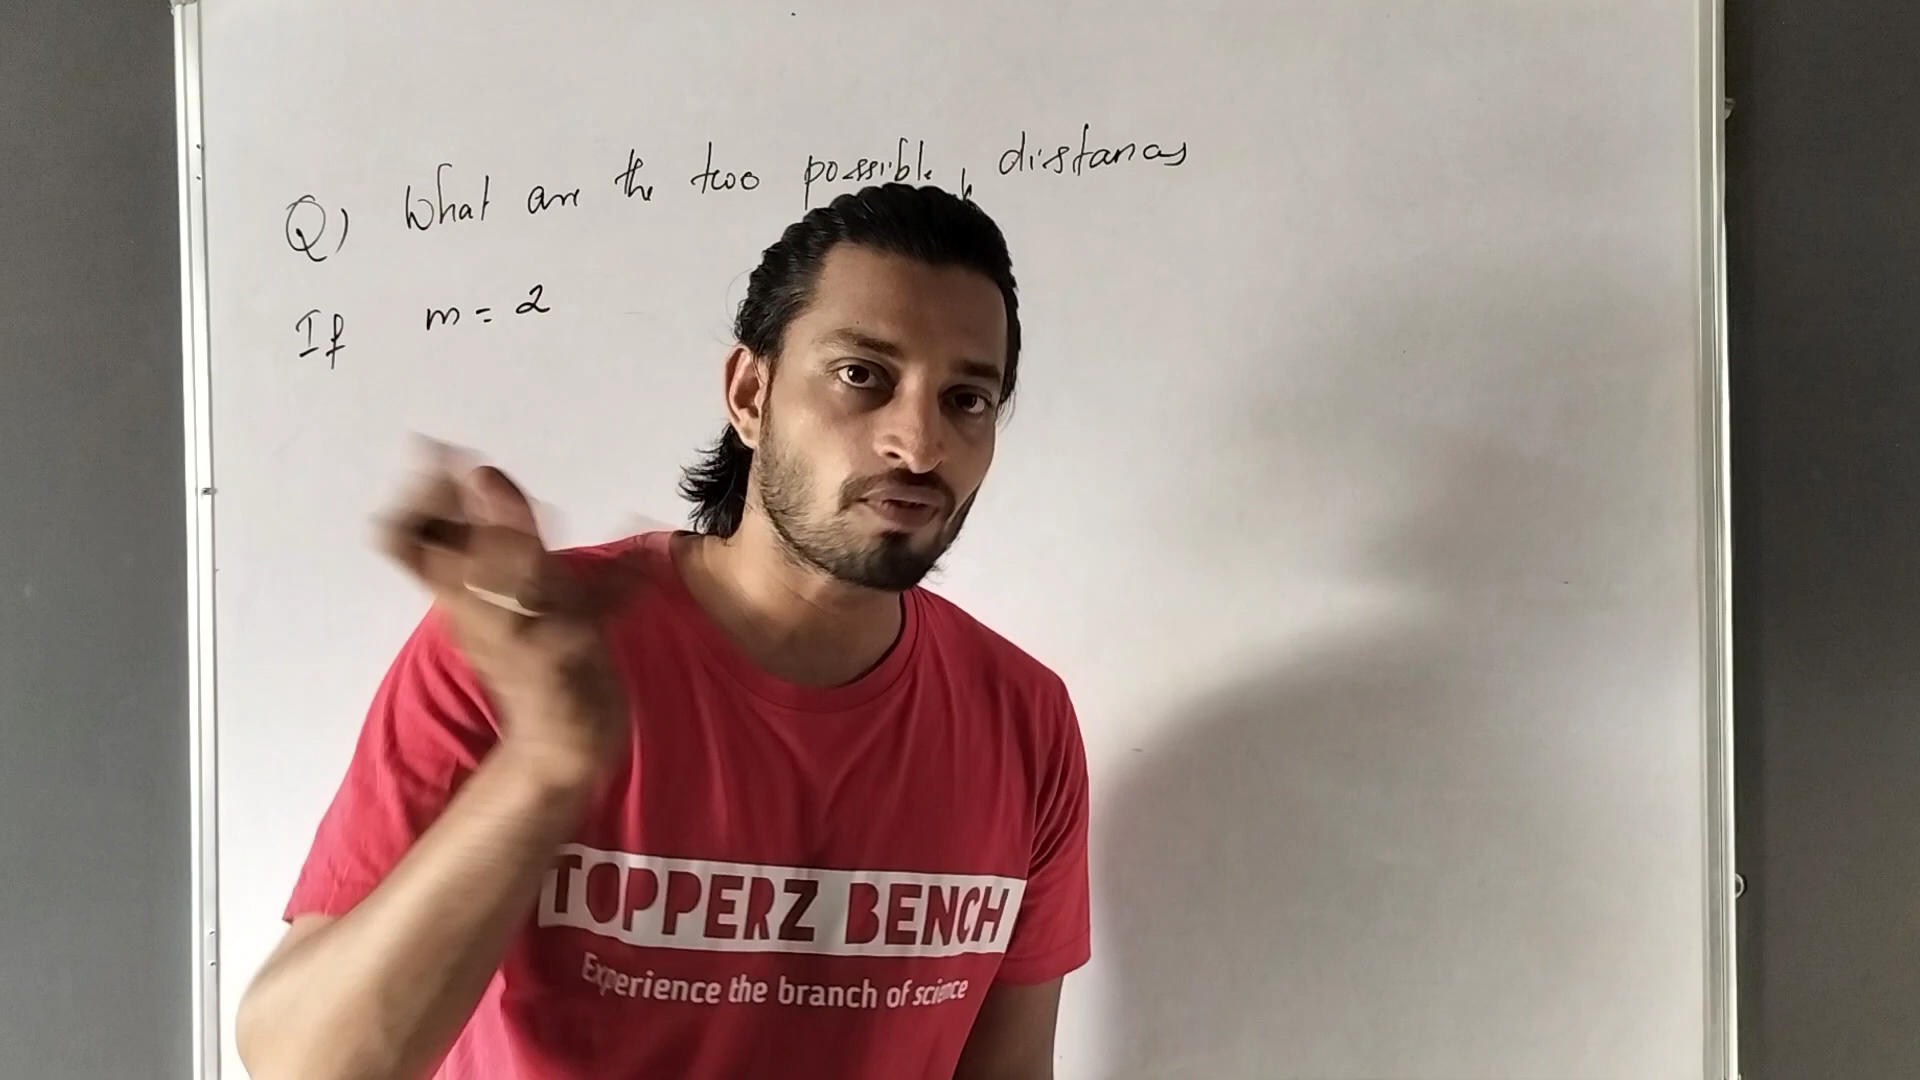 Q) What are the two possible distances
If m = 2
TOPPERZ BENCH
Experience the branch of science